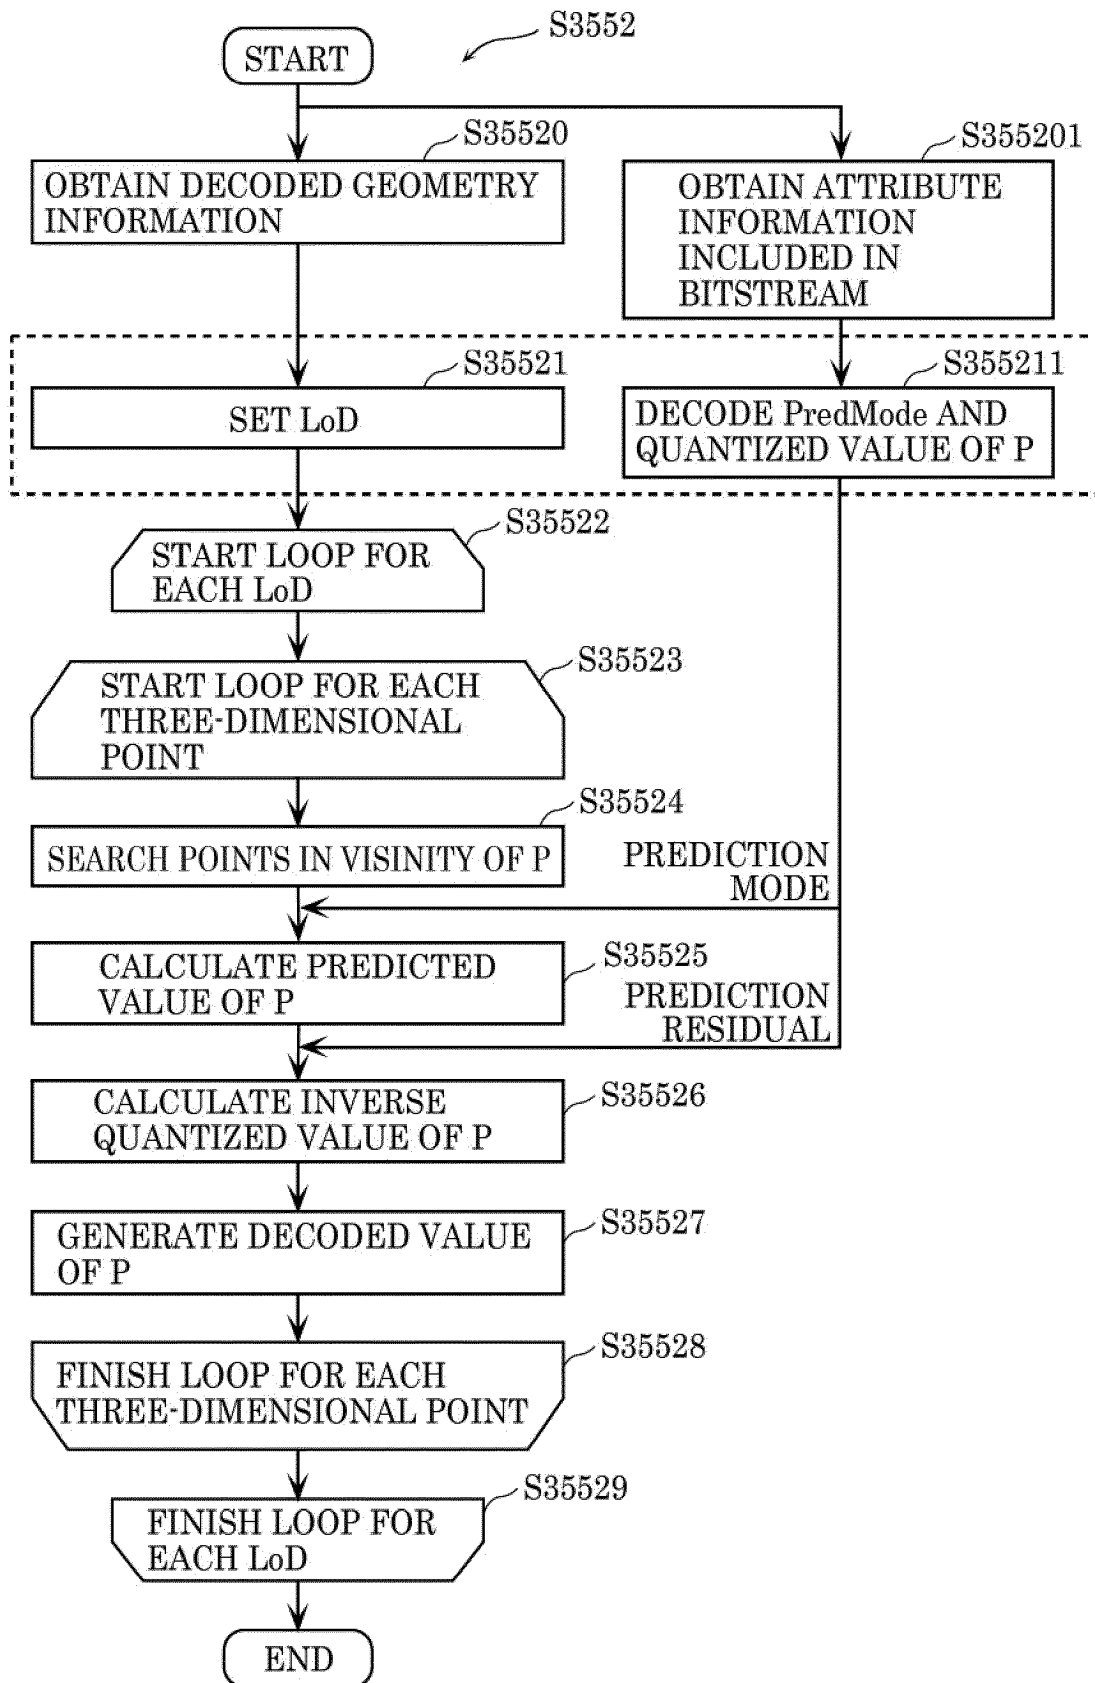 S3552
START
S35520
S355201
OBTAIN DECODED GEOMETRY
INFORMATION
OBTAIN ATTRIBUTE
INFORMATION
INCLUDED IN
BITSTREAM
S35521
S355211
SET LoD
DECODE PredMode AND
QUANTIZED VALUE OF P
S35522
START LOOP FOR
EACH LoD
S35523
START LOOP FOR EACH
THREE-DIMENSIONAL
POINT
S35524
SEARCH POINTS IN VISINITY OF P
PREDICTION
MODE
S35525
CALCULATE PREDICTED
VALUE OF P
PREDICTION
RESIDUAL
S35526
CALCULATE INVERSE
QUANTIZED VALUE OF P
S35527
GENERATE DECODED VALUE
OF P
S35528
FINISH LOOP FOR EACH
THREE-DIMENSIONAL POINT
S35529
FINISH LOOP FOR
EACH LoD
END